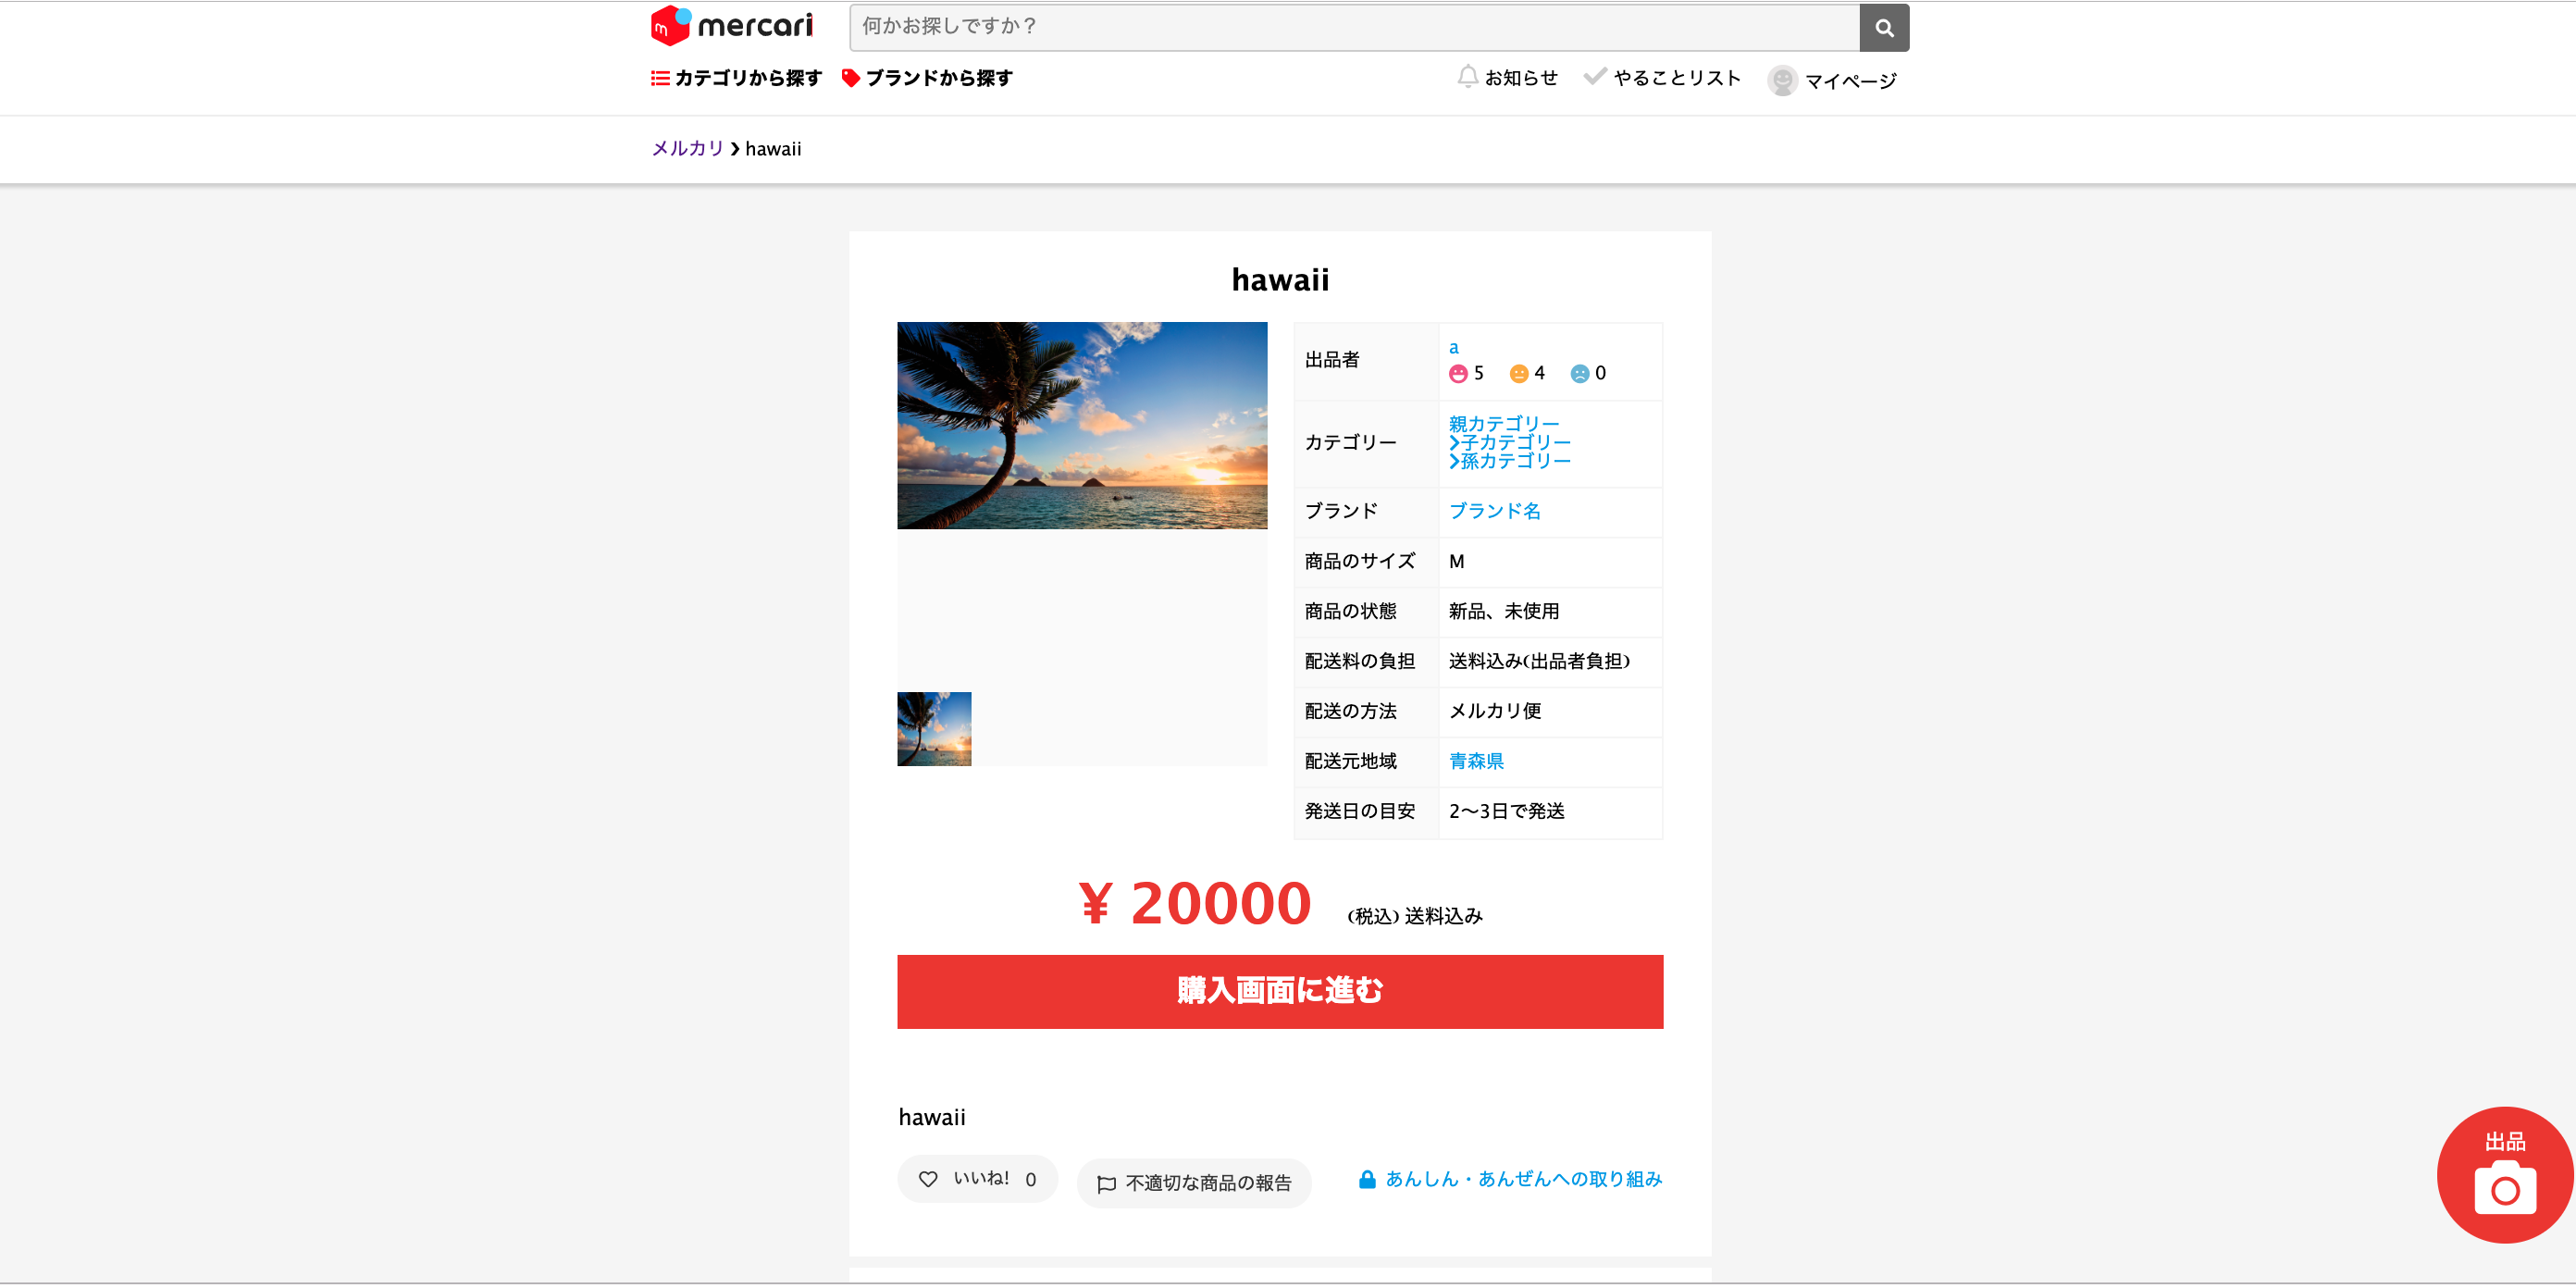 mercari
何かお探しですか？
カテゴリから探す ブランドから探す
お知らせ やることリスト マイページ
メルカリ › hawaii
hawaii
出品者
a
5 4 0
カテゴリー
親カテゴリー
>子カテゴリー
>孫カテゴリー
ブランド ブランド名
商品のサイズ M
商品の状態 新品、未使用
配送料の負担 送料込み(出品者負担)
配送の方法 メルカリ便
配送元地域 青森県
発送日の目安 2〜3日で発送
¥ 20000 (税込) 送料込み
購入画面に進む
hawaii
いいね! 0 不適切な商品の報告 あんしん・あんぜんへの取り組み
出品